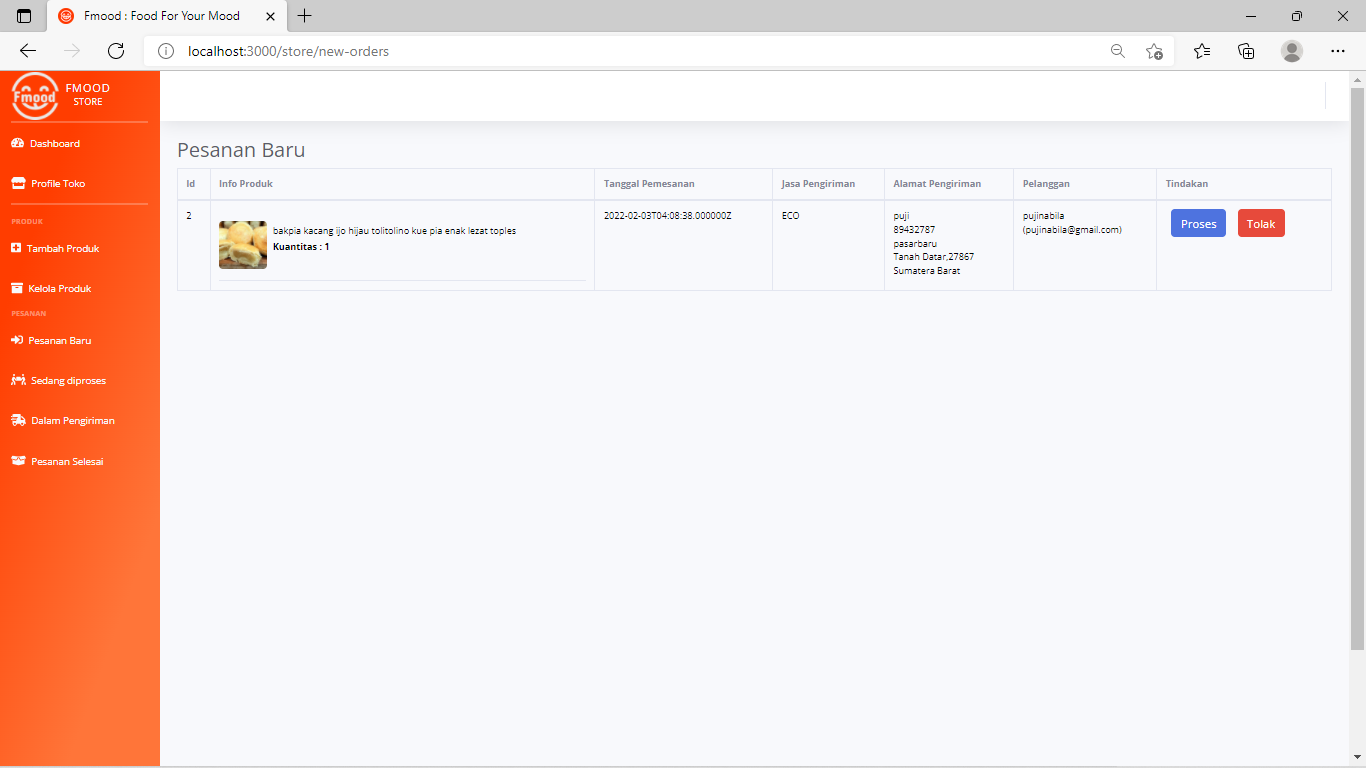 Fmood : Food For Your Mood
localhost:3000/store/new-orders
Fmood
FMOOD
STORE
Dashboard
Profile Toko
PRODUK
Tambah Produk
Kelola Produk
PESANAN
Pesanan Baru
Sedang diproses
Dalam Pengiriman
Pesanan Selesai
Pesanan Baru
Id Info Produk Tanggal Pemesanan Jasa Pengiriman Alamat Pengiriman Pelanggan Tindakan
2
bakpia kacang ijo hijau tolitolino kue pia enak lezat toples
Kuantitas : 1
2022-02-03T04:08:38.000000Z
ECO
puji
89432787
pasarbaru
Tanah Datar,27867
Sumatera Barat
pujinabila
(pujinabila@gmail.com)
Proses
Tolak